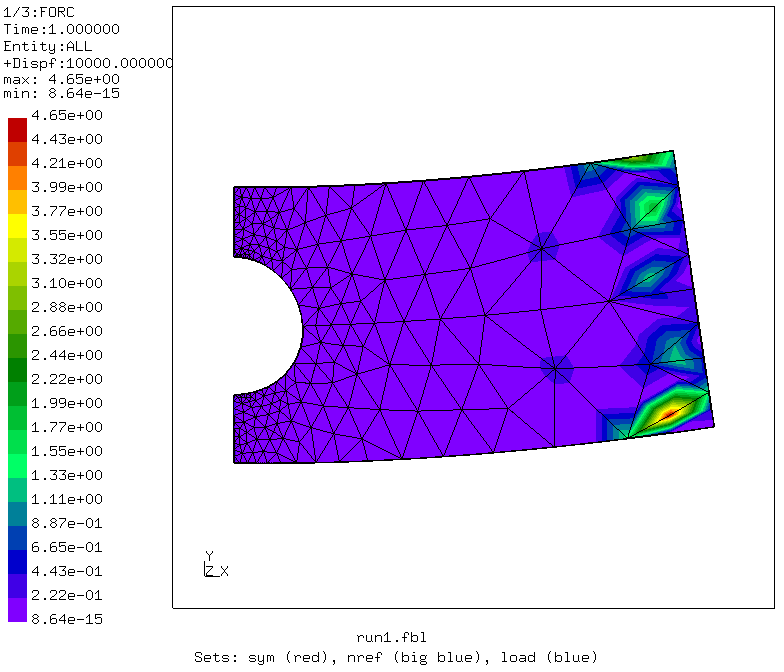 1/3:FORC
Time:1.000000
Entity:ALL
+Dispf:10000.000000
max: 4.65e+00
min: 8.64e-15
4.65e+00
4.43e+00
4.21e+00
3.99e+00
3.77e+00
3.55e+00
3.32e+00
3.10e+00
2.88e+00
2.66e+00
2.44e+00
2.22e+00
1.99e+00
1.77e+00
1.55e+00
1.33e+00
1.11e+00
8.87e-01
6.65e-01
4.43e-01
2.22e-01
8.64e-15
Y
Z X
run1.fbl
Sets: sym (red), nref (big blue), load (blue)